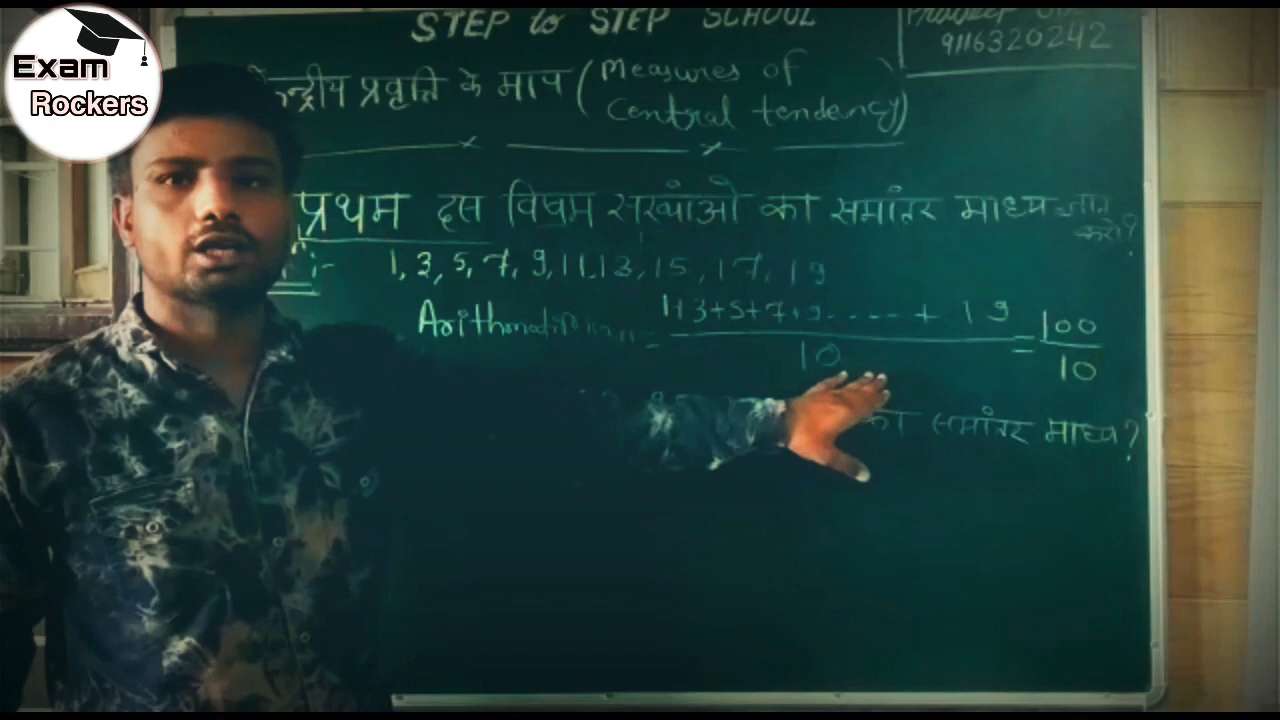 Exam
Rockers
STEP to STEP SCHOOL
9116320242
केन्द्रीय प्रवृत्ति के माप (Measures of
Central tendency)
प्रथम दस विषम सख्यांओ का समांतर माध्य ज्ञात
करो?
:-
1, 3, 5, 7, 9, 11, 13, 15, 17, 19
= 1+3+5+7+9.....+ 19 / 10 = 100 / 10
का समांतर माध्य?